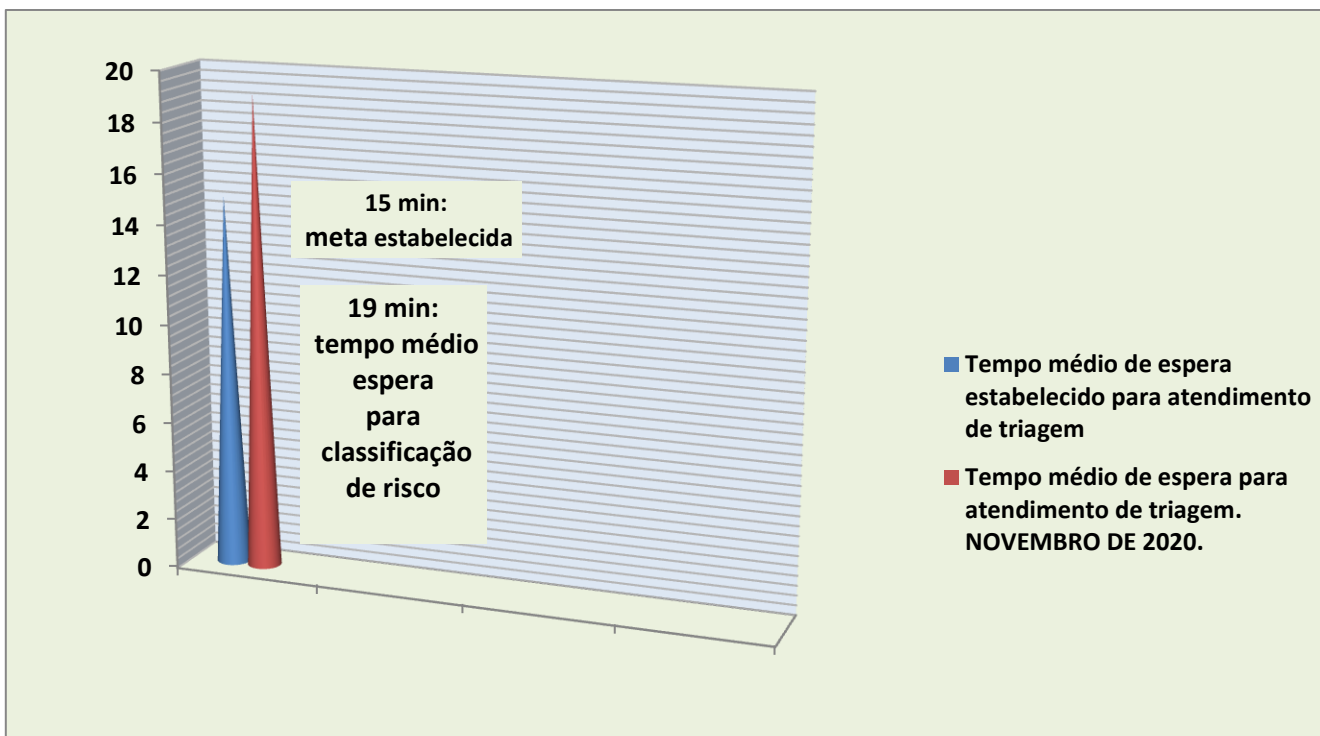 20
18
16
14
12
10
8
6
4
2
0
15 min:
meta estabelecida
19 min:
tempo médio
espera
para
classificação
de risco
Tempo médio de espera
estabelecido para atendimento
de triagem
Tempo médio de espera para
atendimento de triagem.
NOVEMBRO DE 2020.